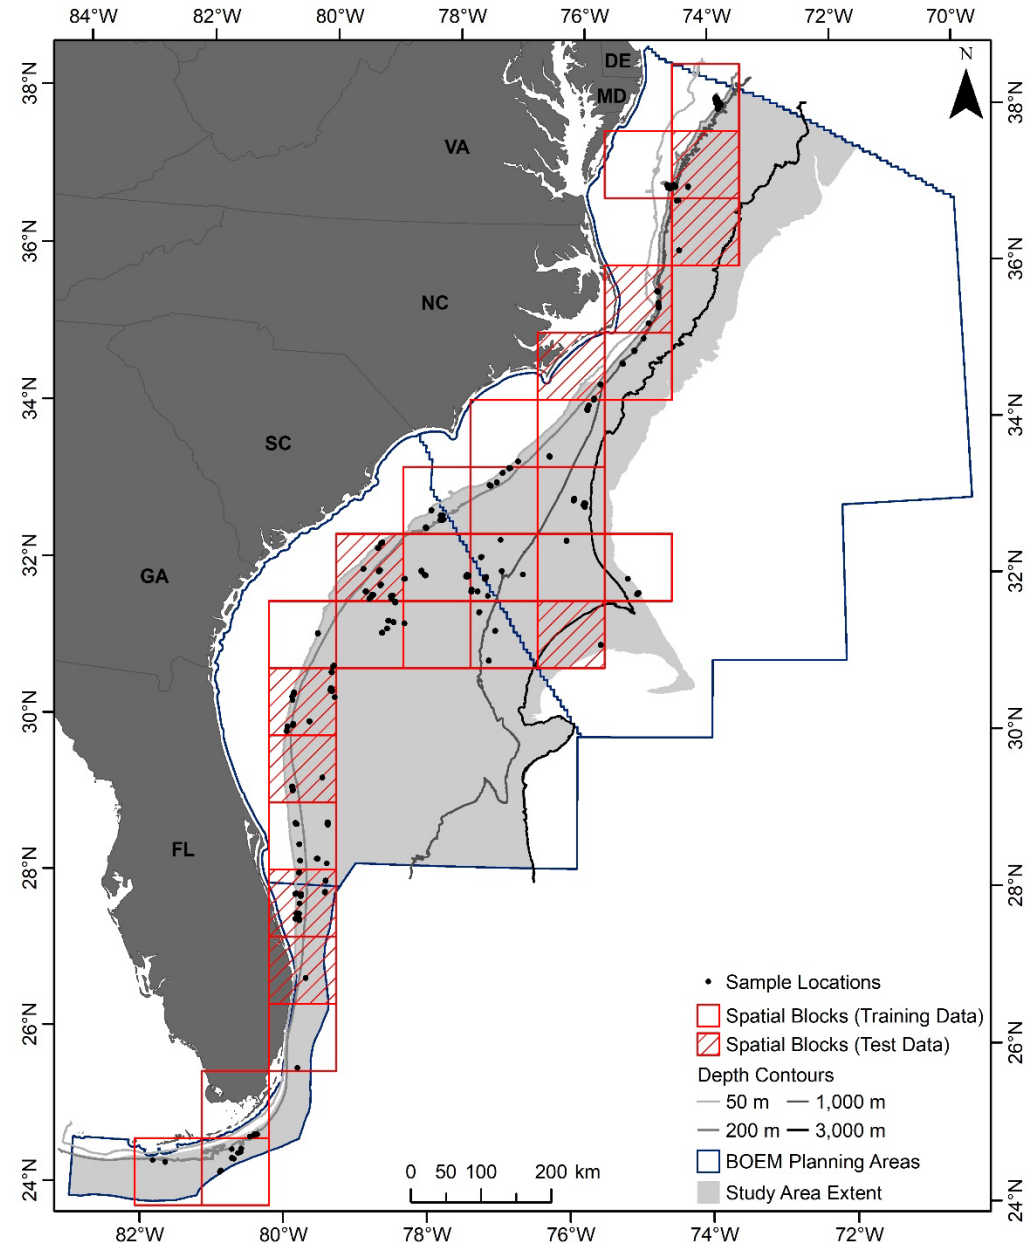 84°W 82°W 80°W 78°W 76°W 74°W 72°W 70°W
N
DE
MD
38°N 38°N
VA
36°N 36°N
NC
34°N 34°N
SC
32°N 32°N
GA
30°N 30°N
FL
28°N 28°N
26°N 26°N
24°N 24°N
Sample Locations
Spatial Blocks (Training Data)
Spatial Blocks (Test Data)
Depth Contours
50 m 1,000 m
200 m 3,000 m
BOEM Planning Areas
Study Area Extent
0 50 100 200 km
82°W 80°W 78°W 76°W 74°W 72°W